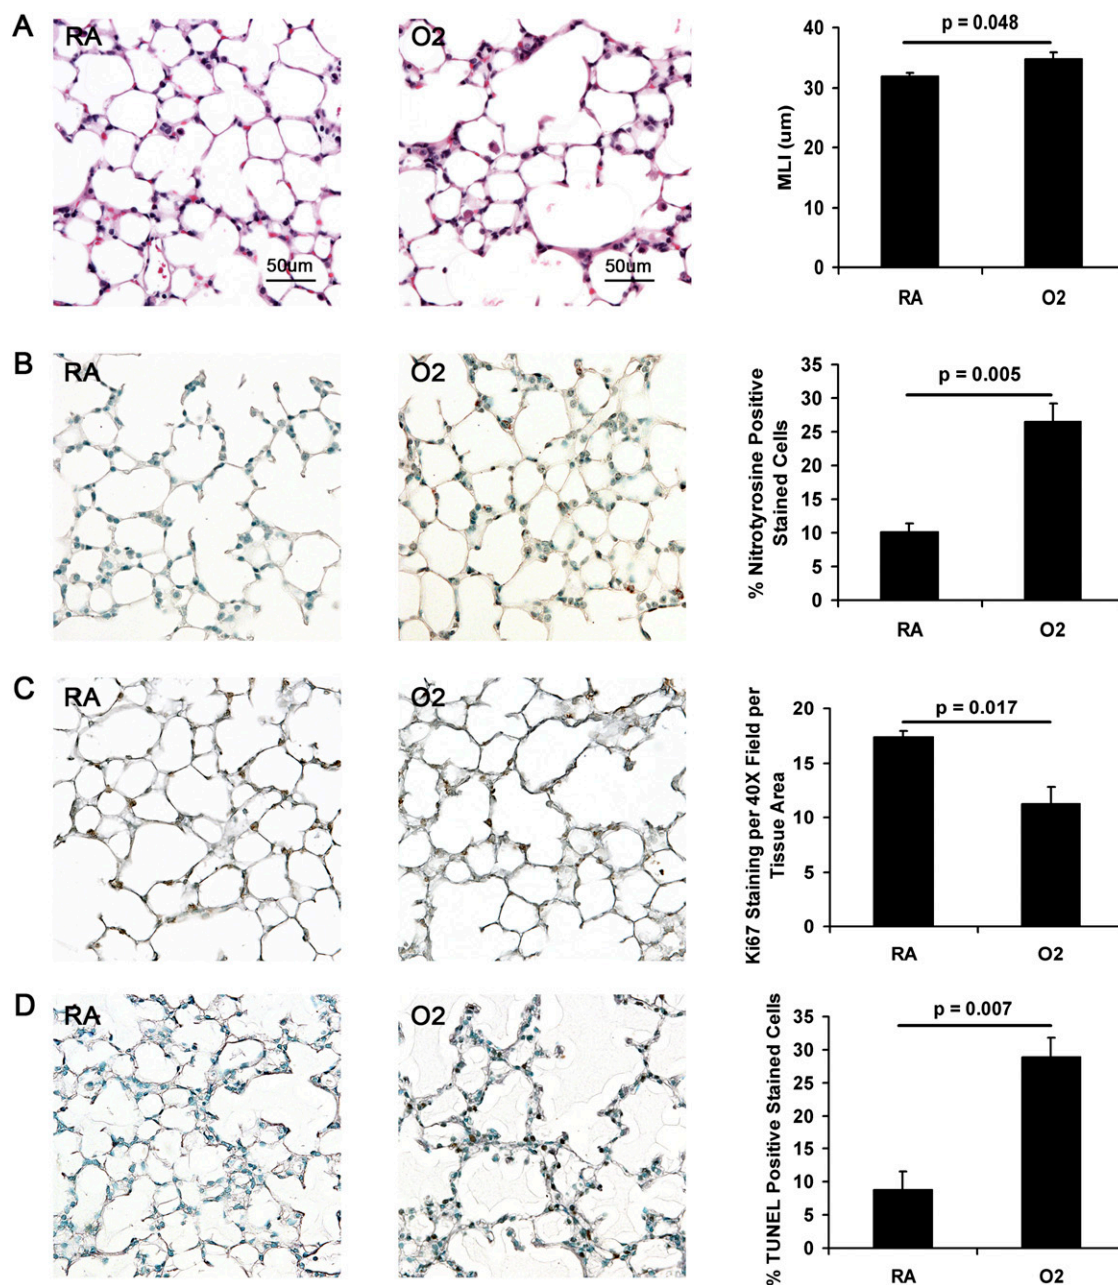 A
RA
50um
O2
50um
p = 0.048
MLI (um)
40
30
20
10
0
RA
O2
B
RA
O2
p = 0.005
% Nitrotyrosine Positive
Stained Cells
35
30
25
20
15
10
5
0
RA
O2
C
RA
O2
p = 0.017
Ki67 Staining per 40X Field per
Tissue Area
20
15
10
5
0
RA
O2
D
RA
O2
p = 0.007
% TUNEL Positive Stained Cells
35
30
25
20
15
10
5
0
RA
O2